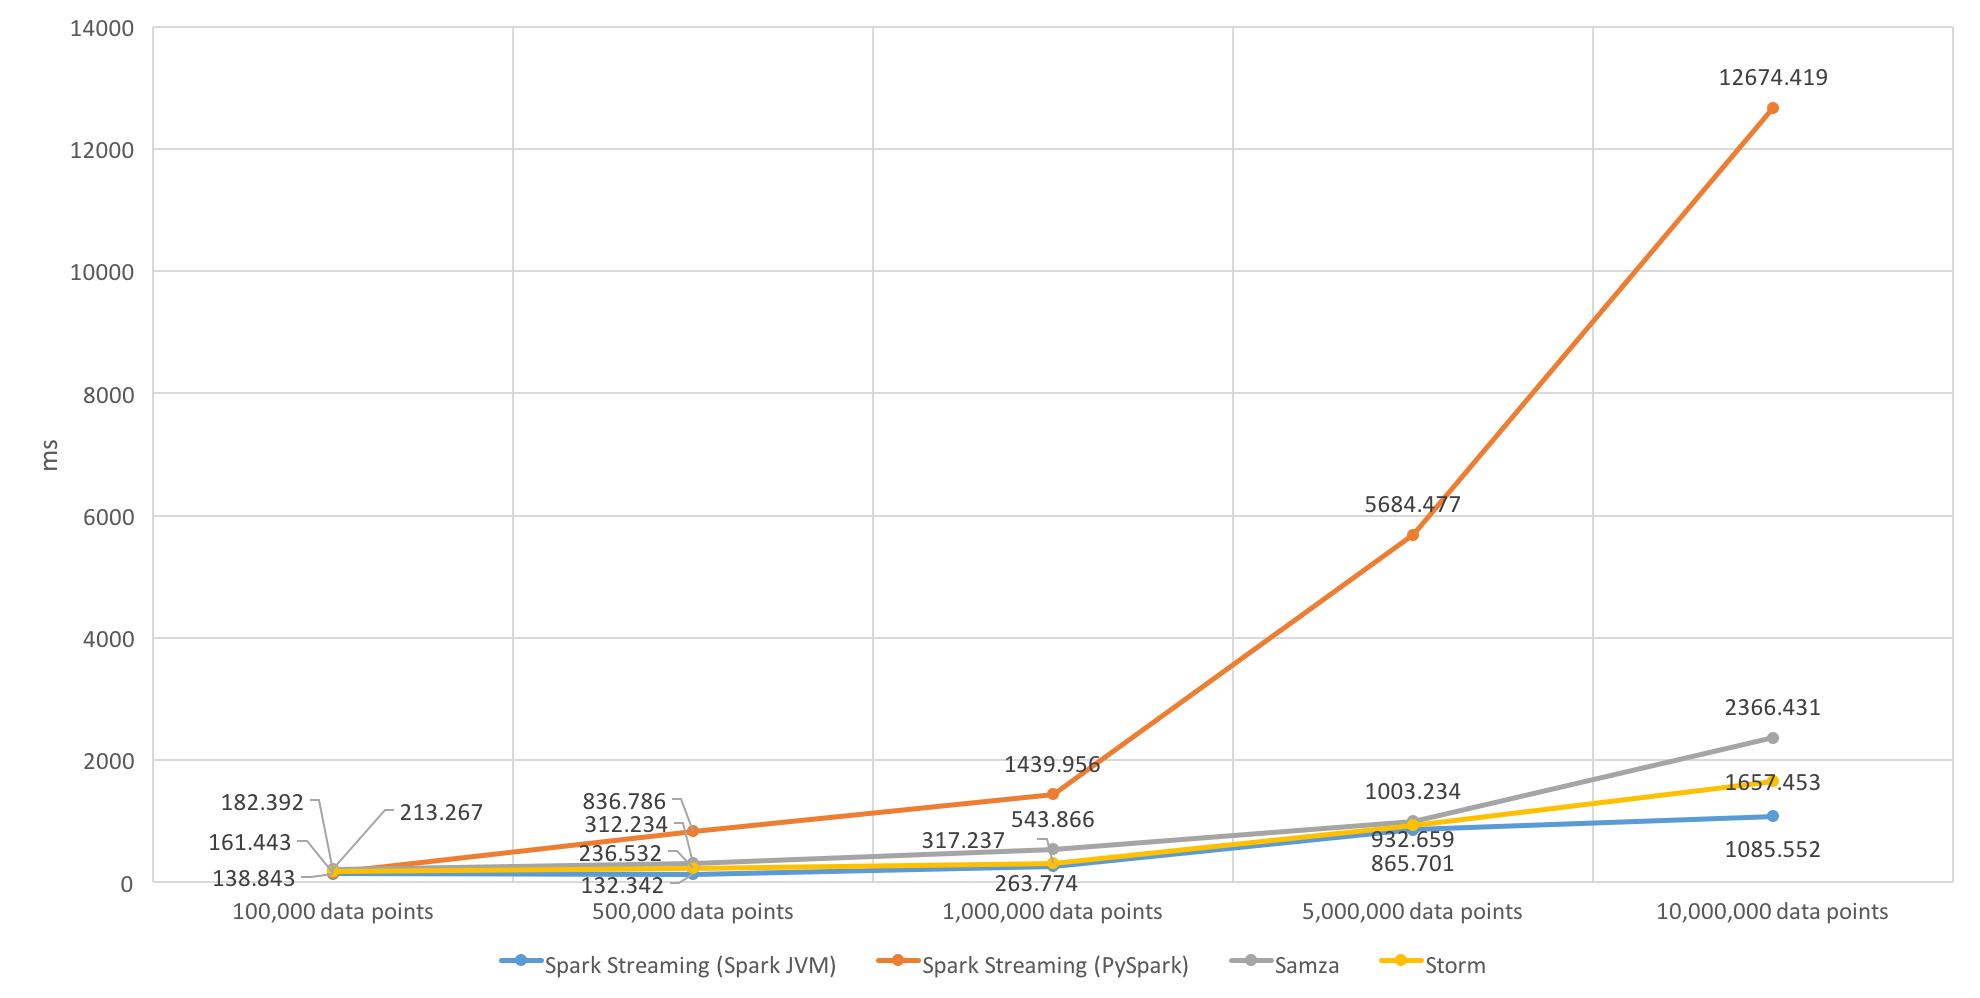 14000
12000
10000
8000
6000
4000
2000
0
ms
12674.419
5684.477
2366.431
1439.956
1657.453
1003.234
182.392
836.786
213.267
543.866
312.234
161.443
317.237
932.659
236.532
1085.552
865.701
138.843
132.342
263.774
100,000 data points
500,000 data points
1,000,000 data points
5,000,000 data points
10,000,000 data points
Spark Streaming (Spark JVM)
Spark Streaming (PySpark)
Samza
Storm